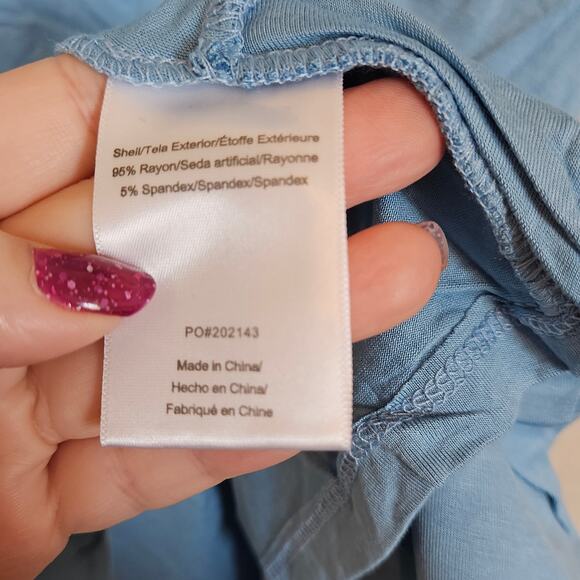 Shell/Tela Exterior/Étoffe Extérieure
95% Rayon/Seda artificial/Rayonne
5% Spandex/Spandex/Spandex
PO#202143
Made in China/
Hecho en China/
Fabriqué en Chine